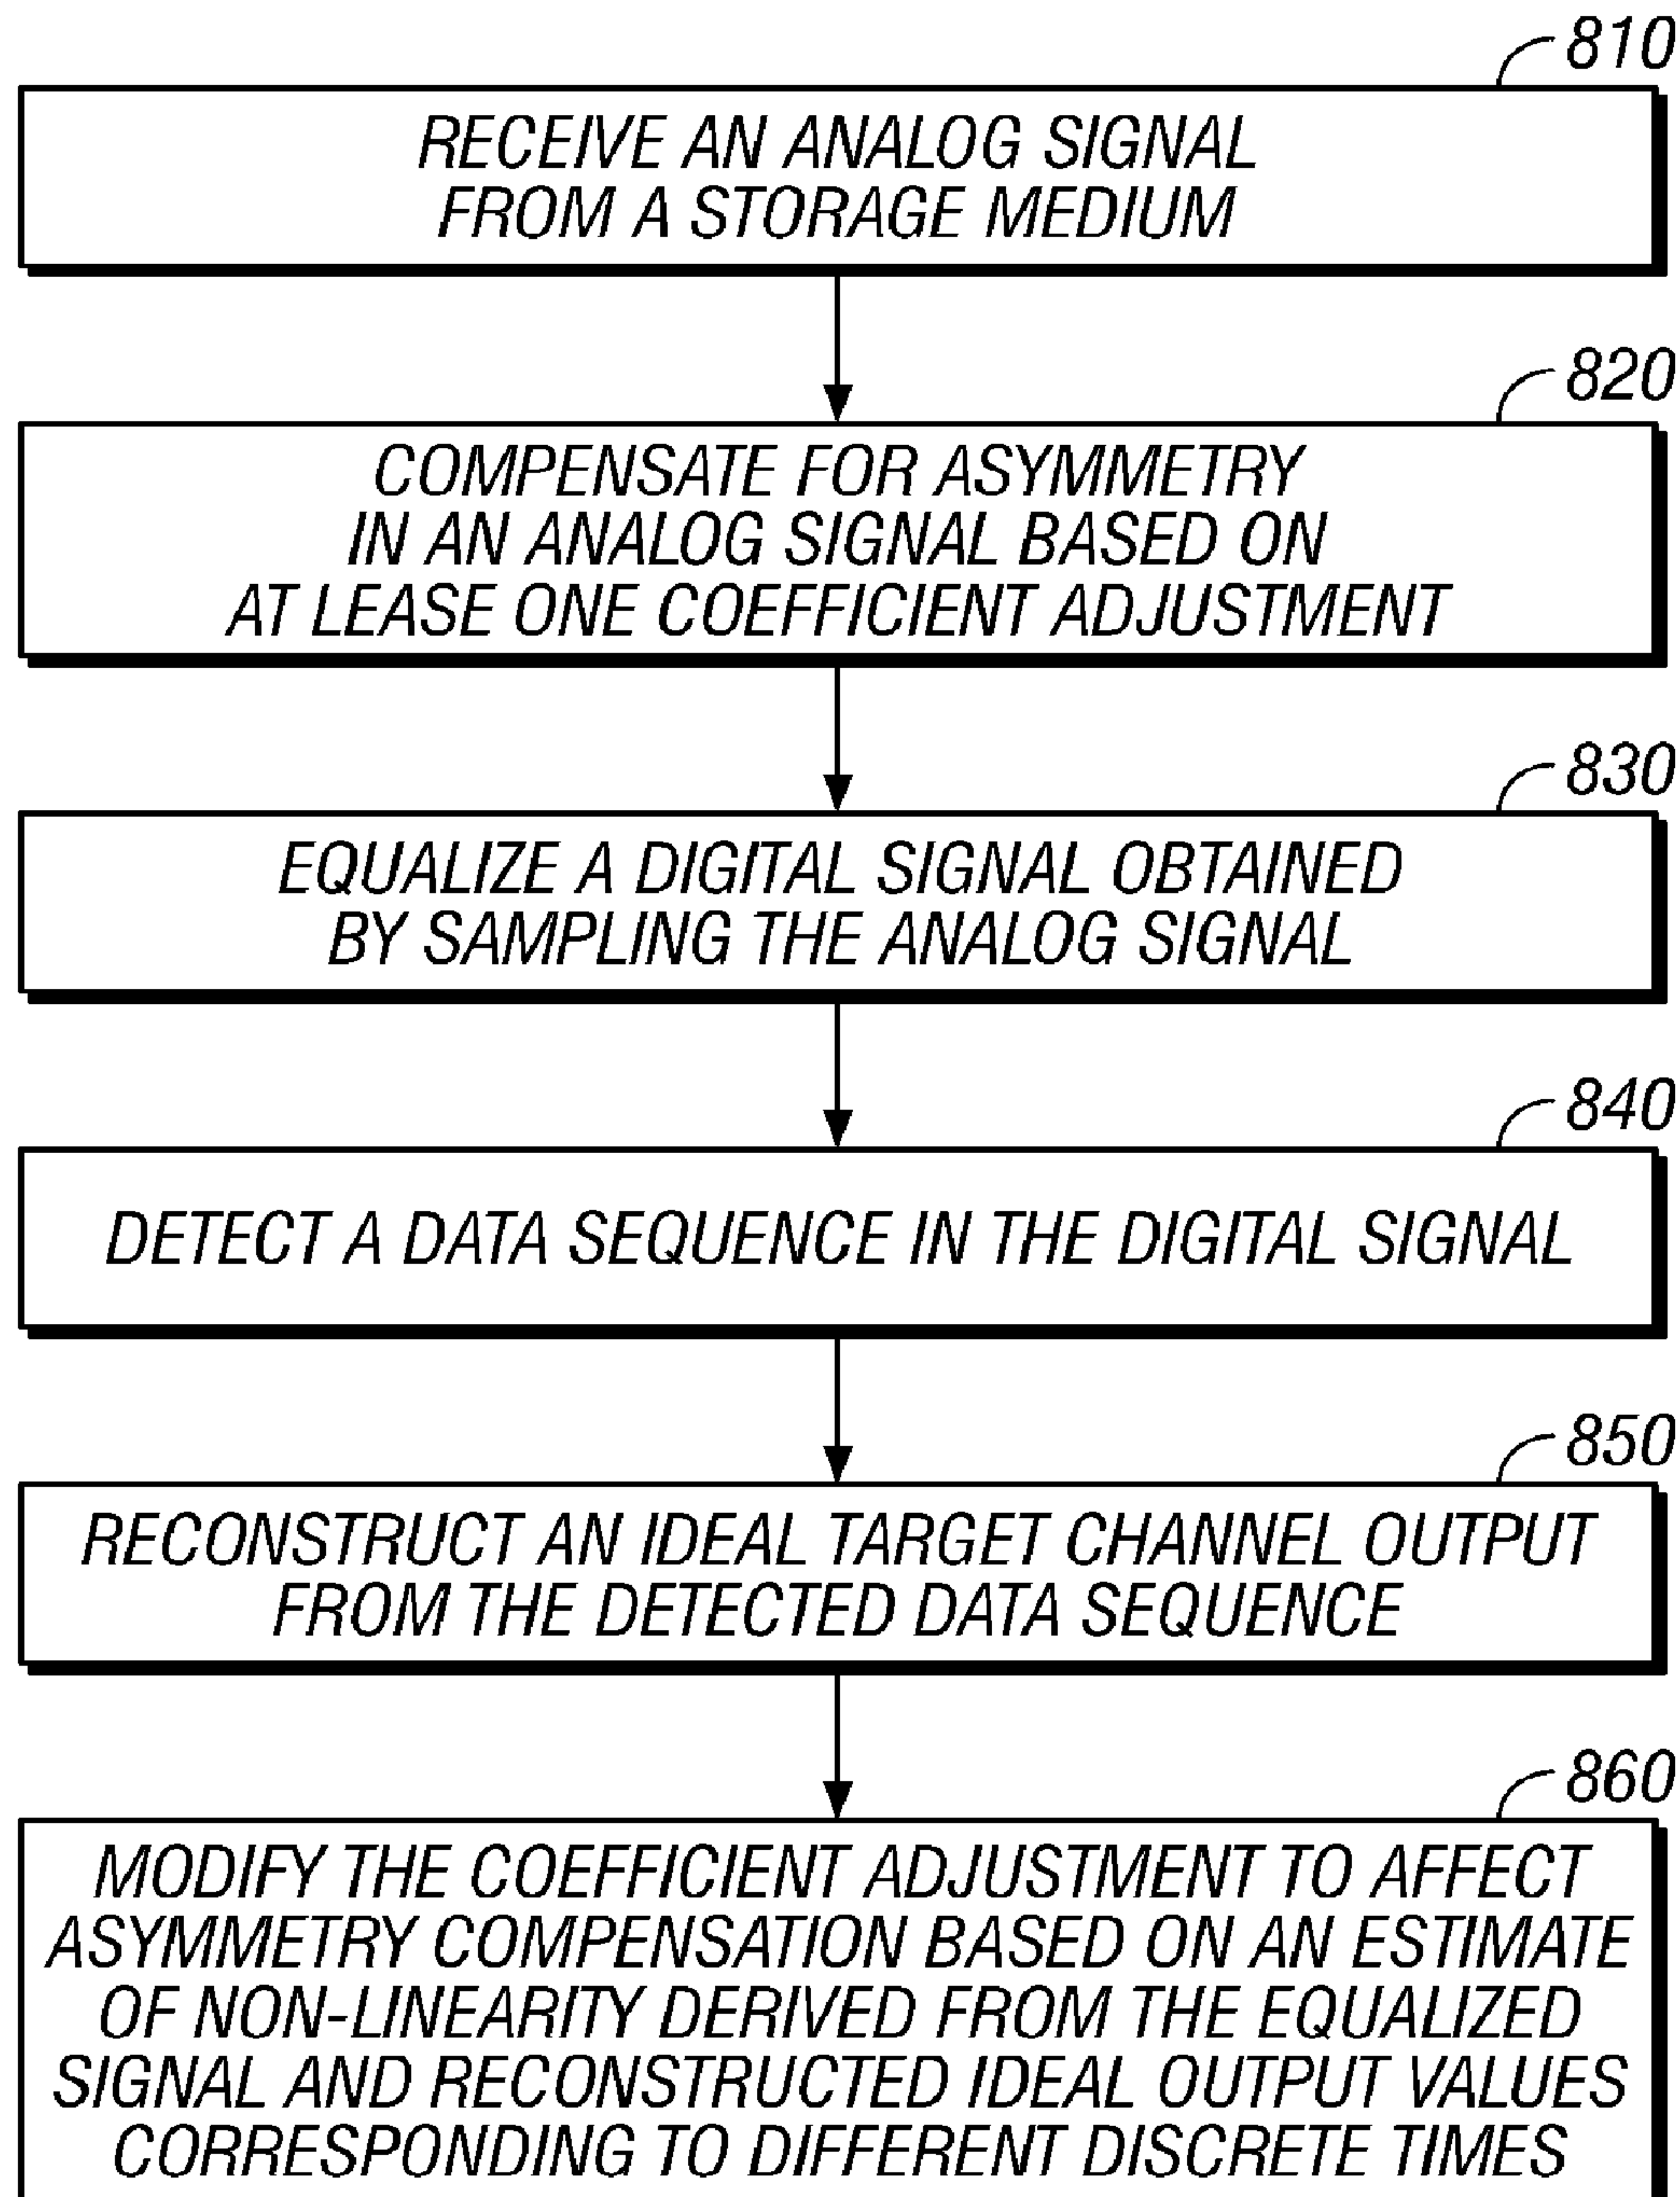 810
RECEIVE AN ANALOG SIGNAL
FROM A STORAGE MEDIUM
820
COMPENSATE FOR ASYMMETRY
IN AN ANALOG SIGNAL BASED ON
AT LEASE ONE COEFFICIENT ADJUSTMENT
830
EQUALIZE A DIGITAL SIGNAL OBTAINED
BY SAMPLING THE ANALOG SIGNAL
840
DETECT A DATA SEQUENCE IN THE DIGITAL SIGNAL
850
RECONSTRUCT AN IDEAL TARGET CHANNEL OUTPUT
FROM THE DETECTED DATA SEQUENCE
860
MODIFY THE COEFFICIENT ADJUSTMENT TO AFFECT
ASYMMETRY COMPENSATION BASED ON AN ESTIMATE
OF NON-LINEARITY DERIVED FROM THE EQUALIZED
SIGNAL AND RECONSTRUCTED IDEAL OUTPUT VALUES
CORRESPONDING TO DIFFERENT DISCRETE TIMES